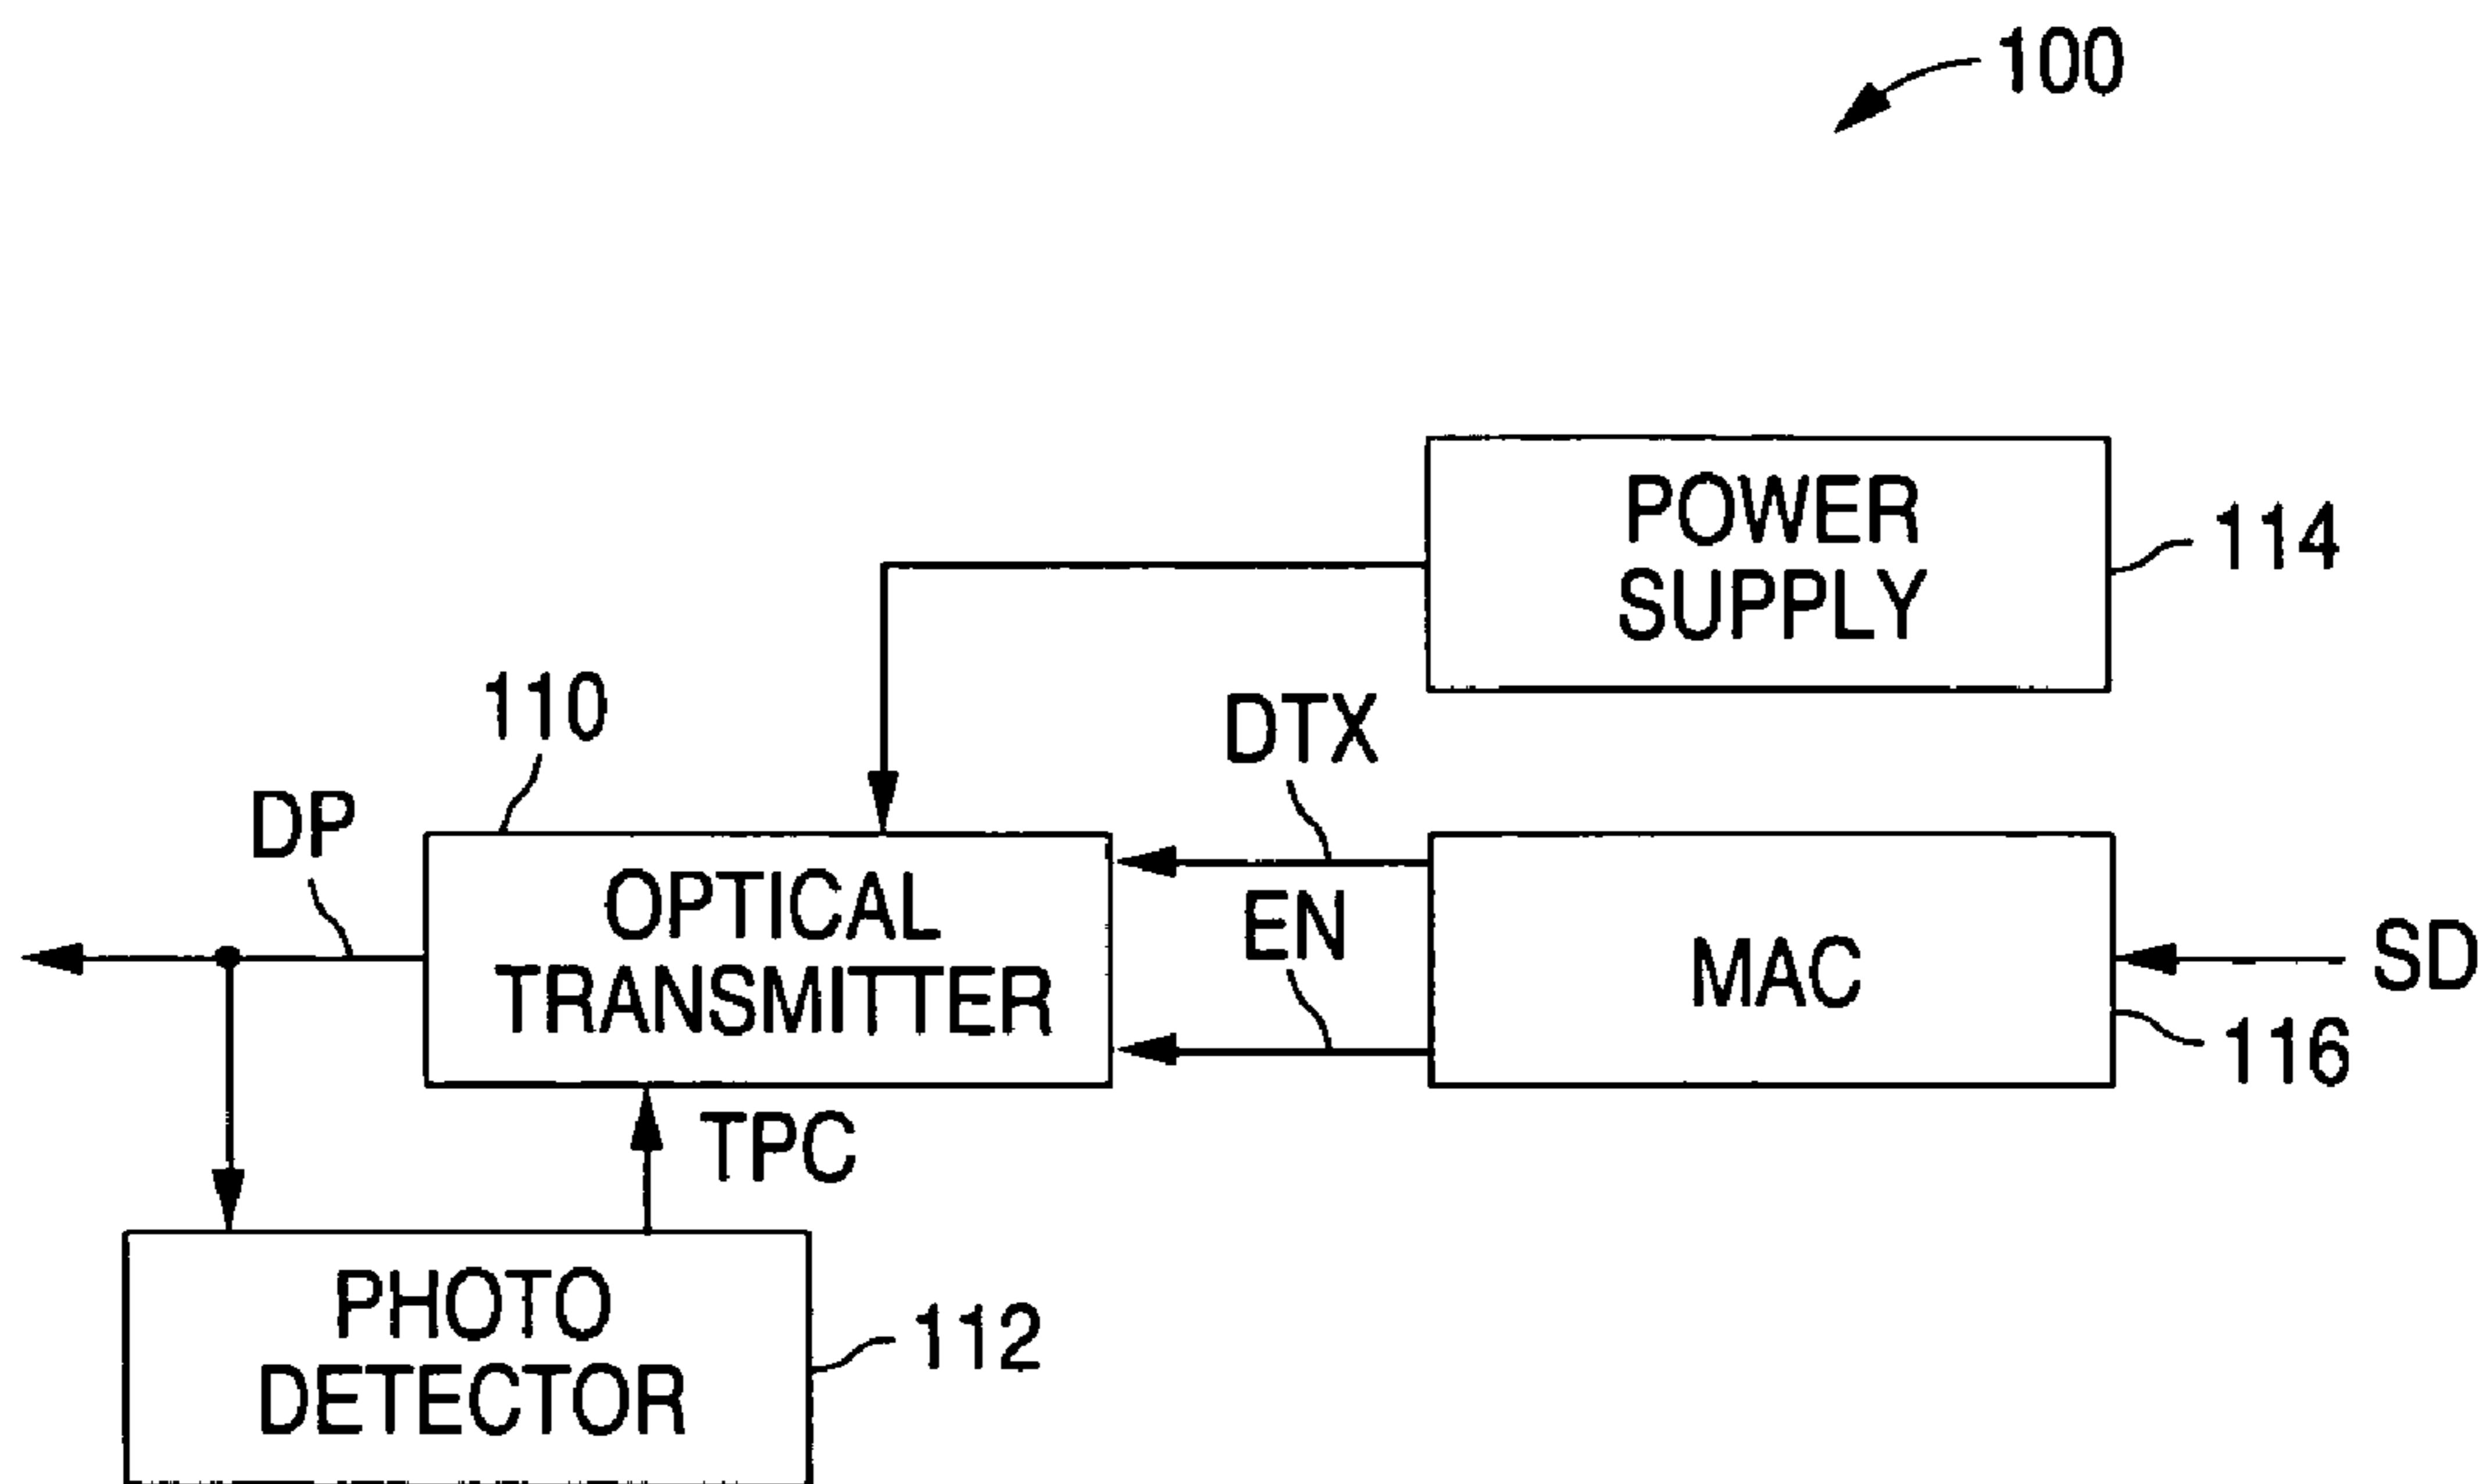 100
POWER
SUPPLY
114
110
DTX
DP
OPTICAL
TRANSMITTER
EN
MAC
SD
116
TPC
PHOTO
DETECTOR
112